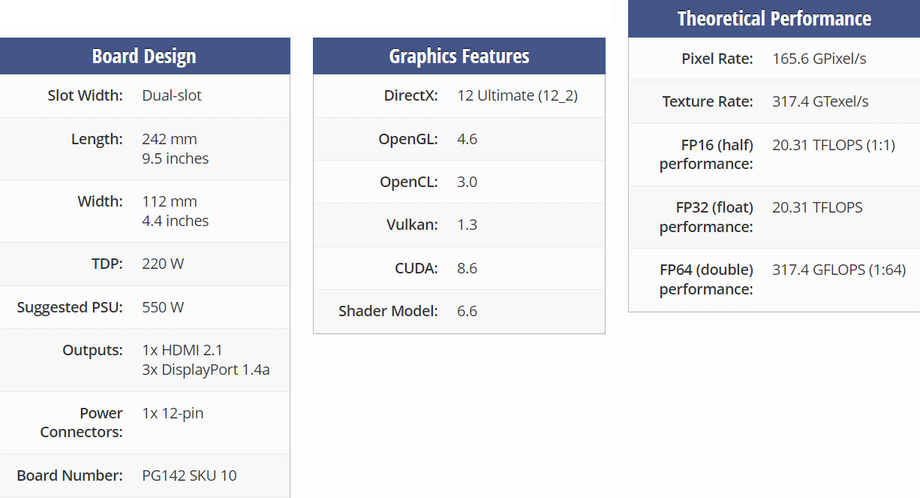 Board Design
Slot Width: Dual-slot
Length: 242 mm
9.5 inches
Width: 112 mm
4.4 inches
TDP: 220 W
Suggested PSU: 550 W
Outputs: 1x HDMI 2.1
3x DisplayPort 1.4a
Power 1x 12-pin
Connectors:
Board Number: PG142 SKU 10
Graphics Features
DirectX: 12 Ultimate (12_2)
OpenGL: 4.6
OpenCL: 3.0
Vulkan: 1.3
CUDA: 8.6
Shader Model: 6.6
Theoretical Performance
Pixel Rate: 165.6 GPixel/s
Texture Rate: 317.4 GTexel/s
FP16 (half) 20.31 TFLOPS (1:1)
performance:
FP32 (float) 20.31 TFLOPS
performance:
FP64 (double) 317.4 GFLOPS (1:64)
performance: